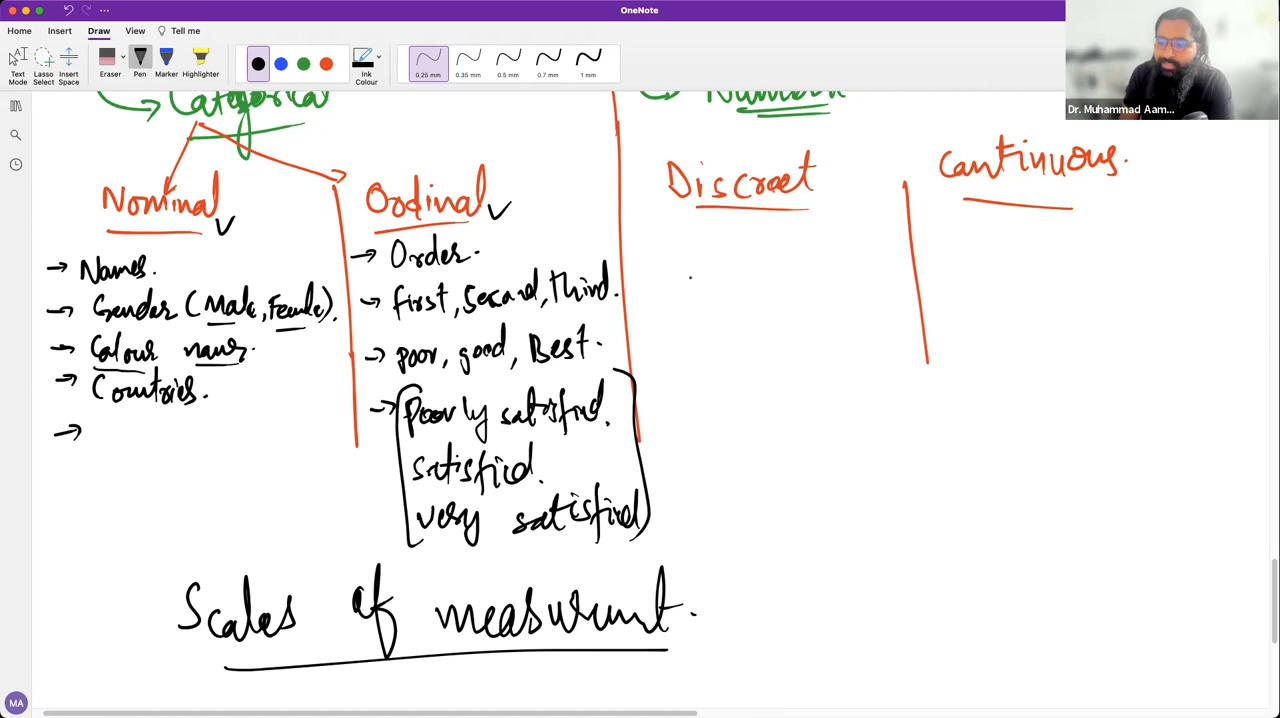 OneNote
Home Insert Draw View Tell me
Text Mode
Lasso Select
Insert Space
Eraser
Pen
Marker
Highlighter
Ink Colour
0.25 mm
0.35 mm
0.5 mm
0.7 mm
1 mm
Dr. Muhammad Aam...
Categorical
Nominal
→ Names.
→ Gender (Male, Female).
→ Colour names.
→ Countries.
→
Ordinal
→ Order.
→ first, Second, third.
→ poor, good, Best.
→ Poorly satisfied.
satisfied.
very satisfied
Discreet
Continuous.
Scales of measurment.
MA